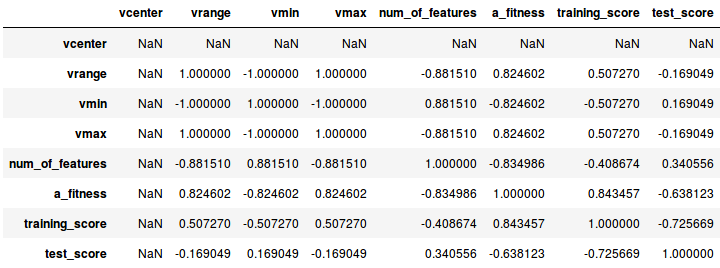 vcenter vrange vmin vmax num_of_features a_fitness training_score test_score
vcenter NaN NaN NaN NaN NaN NaN NaN NaN
vrange NaN 1.000000 -1.000000 1.000000 -0.881510 0.824602 0.507270 -0.169049
vmin NaN -1.000000 1.000000 -1.000000 0.881510 -0.824602 -0.507270 0.169049
vmax NaN 1.000000 -1.000000 1.000000 -0.881510 0.824602 0.507270 -0.169049
num_of_features NaN -0.881510 0.881510 -0.881510 1.000000 -0.834986 -0.408674 0.340556
a_fitness NaN 0.824602 -0.824602 0.824602 -0.834986 1.000000 0.843457 -0.638123
training_score NaN 0.507270 -0.507270 0.507270 -0.408674 0.843457 1.000000 -0.725669
test_score NaN -0.169049 0.169049 -0.169049 0.340556 -0.638123 -0.725669 1.000000